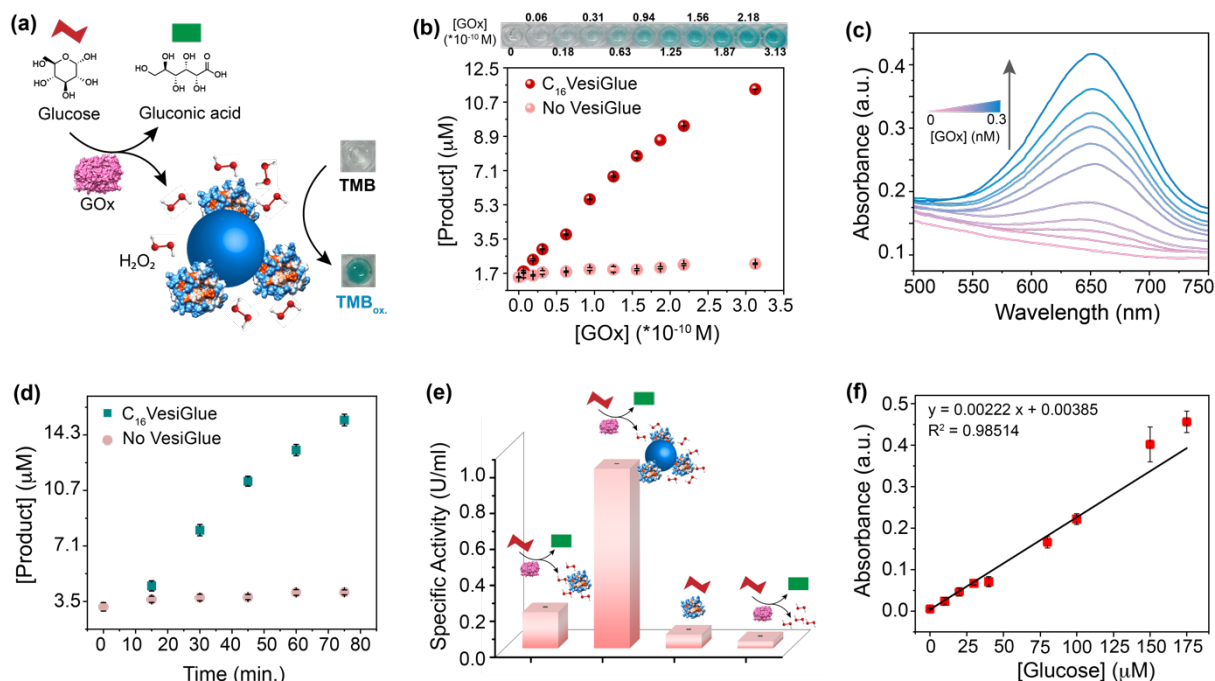 (a)
Glucose
Gluconic acid
GOx
H₂O₂
TMB
TMBox.
(b)
[GOx]
(*10⁻¹⁰ M)
0.06 0.31 0.94 1.56 2.18
0 0.18 0.63 1.25 1.87 3.13
C₁₆VesiGlue
No VesiGlue
[Product] (µM)
12.5
10.7
8.9
7.1
5.3
3.5
1.7
0.0 0.5 1.0 1.5 2.0 2.5 3.0 3.5
[GOx] (*10⁻¹⁰ M)
(c)
Absorbance (a.u.)
0.4
0.3
0.2
0.1
0 0.3
[GOx] (nM)
500 550 600 650 700 750
Wavelength (nm)
(d)
C₁₆VesiGlue
No VesiGlue
[Product] (µM)
14.3
10.7
7.1
3.5
0 10 20 30 40 50 60 70 80
Time (min.)
(e)
Specific Activity (U/ml)
1.0
0.8
0.6
0.4
0.2
0.0
(f)
y = 0.00222 x + 0.00385
R² = 0.98514
Absorbance (a.u.)
0.5
0.4
0.3
0.2
0.1
0.0
0 25 50 75 100 125 150 175
[Glucose] (µM)